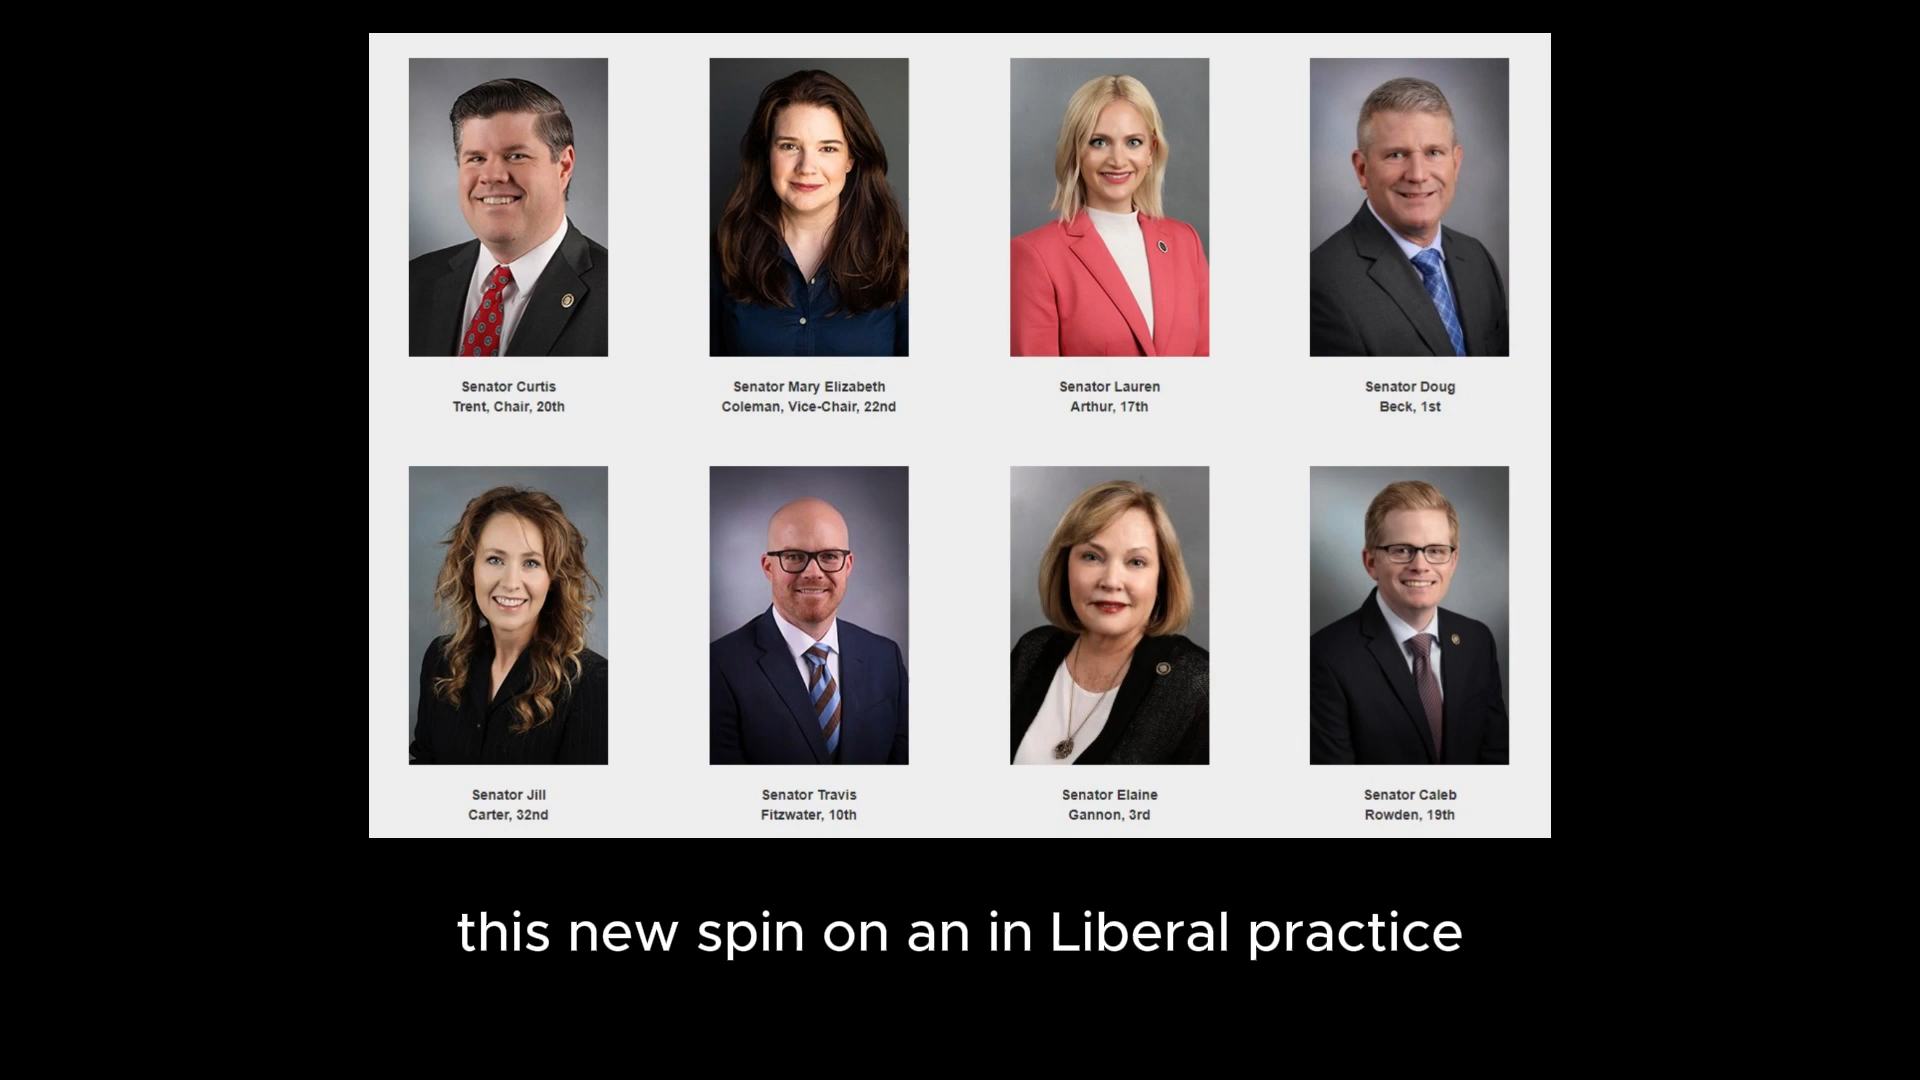 Senator Curtis
Trent, Chair, 20th
Senator Mary Elizabeth
Coleman, Vice-Chair, 22nd
Senator Lauren
Arthur, 17th
Senator Doug
Beck, 1st
Senator Jill
Carter, 32nd
Senator Travis
Fitzwater, 10th
Senator Elaine
Gannon, 3rd
Senator Caleb
Rowden, 19th
this new spin on an in Liberal practice